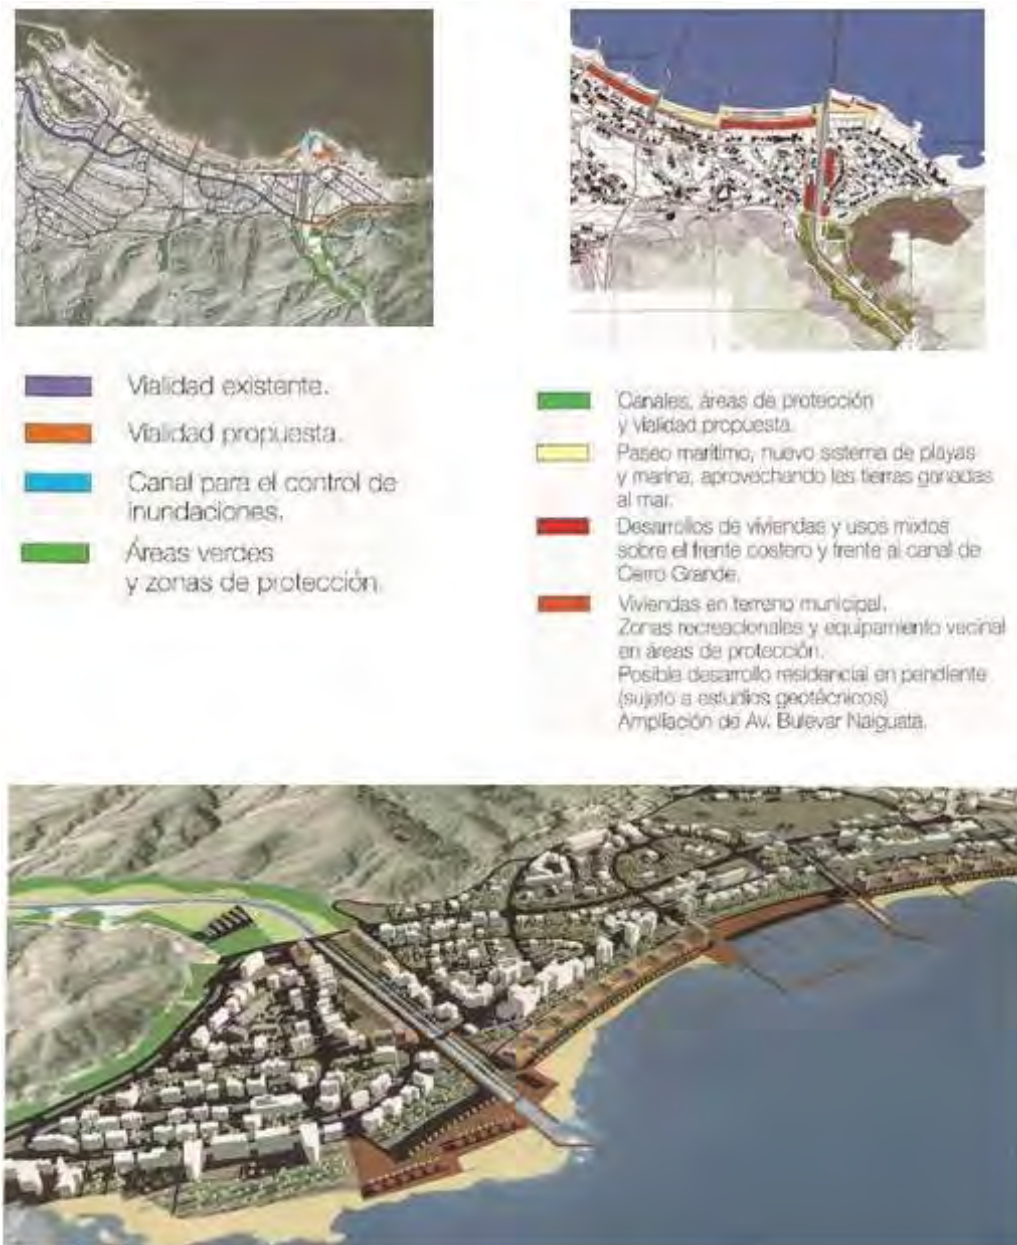 Vialidad existente.
Vialidad propuesta.
Canal para el control de
inundaciones.
Áreas verdes
y zonas de protección.
Canales, áreas de protección
y vialidad propuesta.
Paseo marítimo, nuevo sistema de playas
y marina, aprovechando las tierras ganadas
al mar.
Desarrollos de viviendas y usos mixtos
sobre el frente costero y frente al canal de
Cerro Grande.
Viviendas en terreno municipal.
Zonas recreacionales y equipamiento vecinal
en áreas de protección.
Posible desarrollo residencial en pendiente
(sujeto a estudios geotécnicos)
Ampliación de Av. Bulevar Naiguatá.